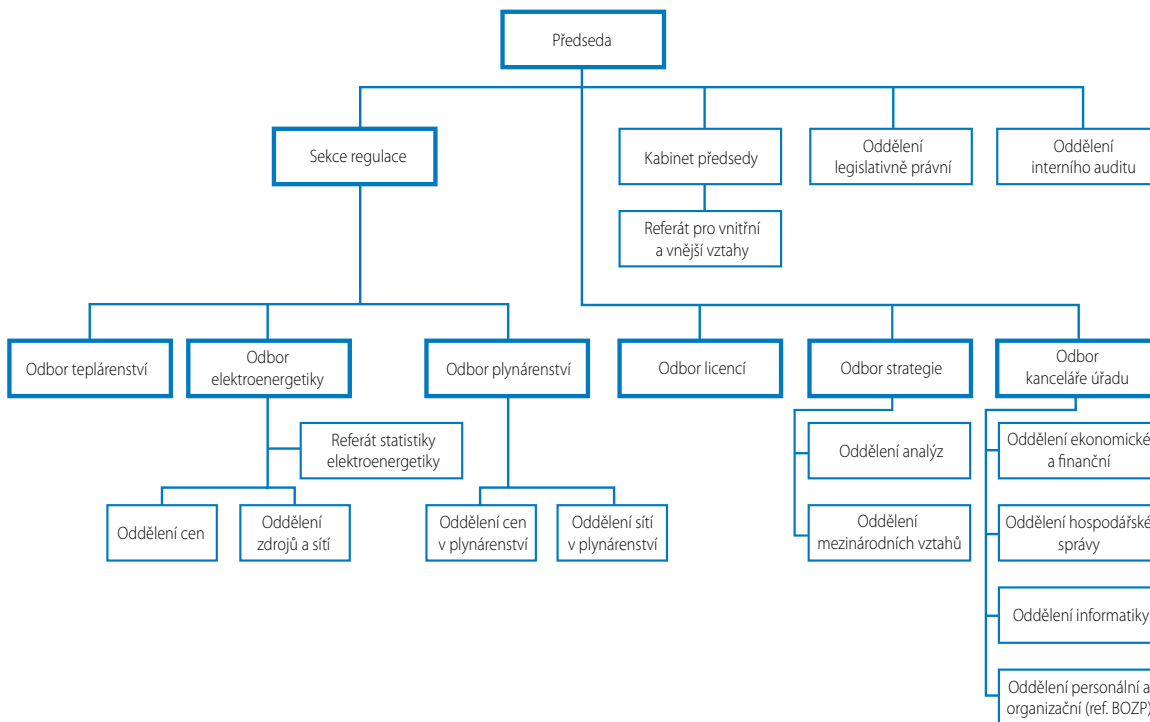 Předseda
Sekce regulace
Kabinet předsedy
Oddělení
legislativně právní
Oddělení
interního auditu
Referát pro vnitřní
a vnější vztahy
Odbor teplárenství
Odbor
elektroenergetiky
Odbor plynárenství
Odbor licencí
Odbor strategie
Odbor
kanceláře úřadu
Referát statistiky
elektroenergetiky
Oddělení analýz
Oddělení ekonomické
a finanční
Oddělení cen
Oddělení
zdrojů a sítí
Oddělení cen
v plynárenství
Oddělení sítí
v plynárenství
Oddělení
mezinárodních vztahů
Oddělení hospodářské
správy
Oddělení informatiky
Oddělení personální a
organizační (ref. BOZP)